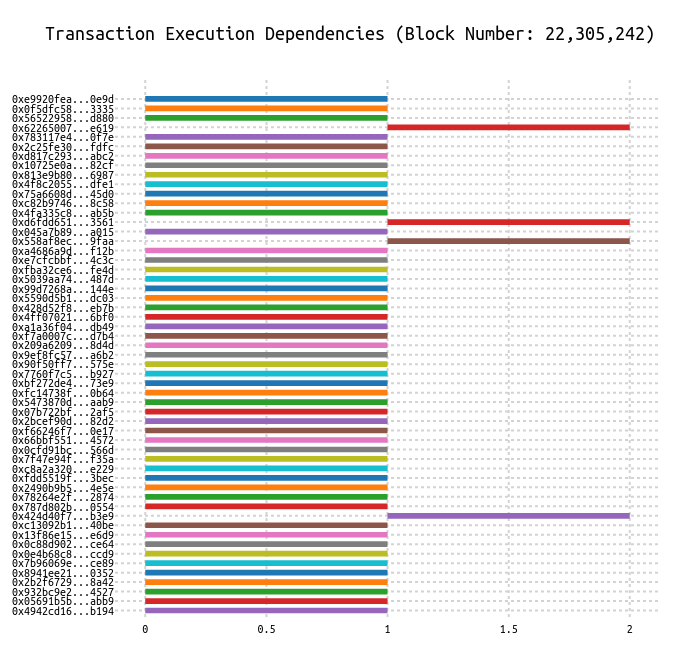 Transaction Execution Dependencies (Block Number: 22,305,242)
0xe9920fea...0e9d
0x0f5dfc58...3335
0x56522958...d880
0x62265007...e619
0x783117e4...0f7e
0x2c25fe30...fdfc
0xd817c293...abc2
0x10725e0a...82cf
0x813e9b80...6987
0x4f8c2055...dfe1
0x75a6608d...45d0
0xc82b9746...8c58
0x4fa335c8...ab5b
0xd6fdd651...3561
0x045a7b89...a015
0x558af8ec...9faa
0xa4686a9d...f12b
0xe7cfcbbf...4c3c
0xfba32ce6...fe4d
0x5039aa74...487d
0x99d7268a...144e
0x5590d5b1...dc03
0x428d52f8...eb7b
0x4ff07021...6bf0
0xa1a36f04...db49
0xf7a0007c...d7b4
0x209a6209...8d4d
0x9ef8fc57...a6b2
0x90f50ff7...575e
0x7760f7c5...b927
0xbf272de4...73e9
0xfc14738f...0b64
0x5473870d...aab9
0x07b722bf...2af5
0x2bcef90d...82d2
0xf66246f7...0e17
0x66bbf551...4572
0x0cfd91bc...566d
0x7f47e94f...f35a
0xc8a2a320...e229
0xfdd5519f...3bec
0x2490b9b5...4e5e
0x78264e2f...2874
0x787d802b...0554
0x424d40f7...b3e9
0xc13092b1...40be
0x13f86e15...e6d9
0x0c88d902...ce64
0x0e4b68c8...ccd9
0x7b96069e...ce89
0x8941ee21...0352
0x2b2f6729...8a42
0x932bc9e2...4527
0x05691b5b...abb9
0x4942cd16...b194
0 0.5 1 1.5 2